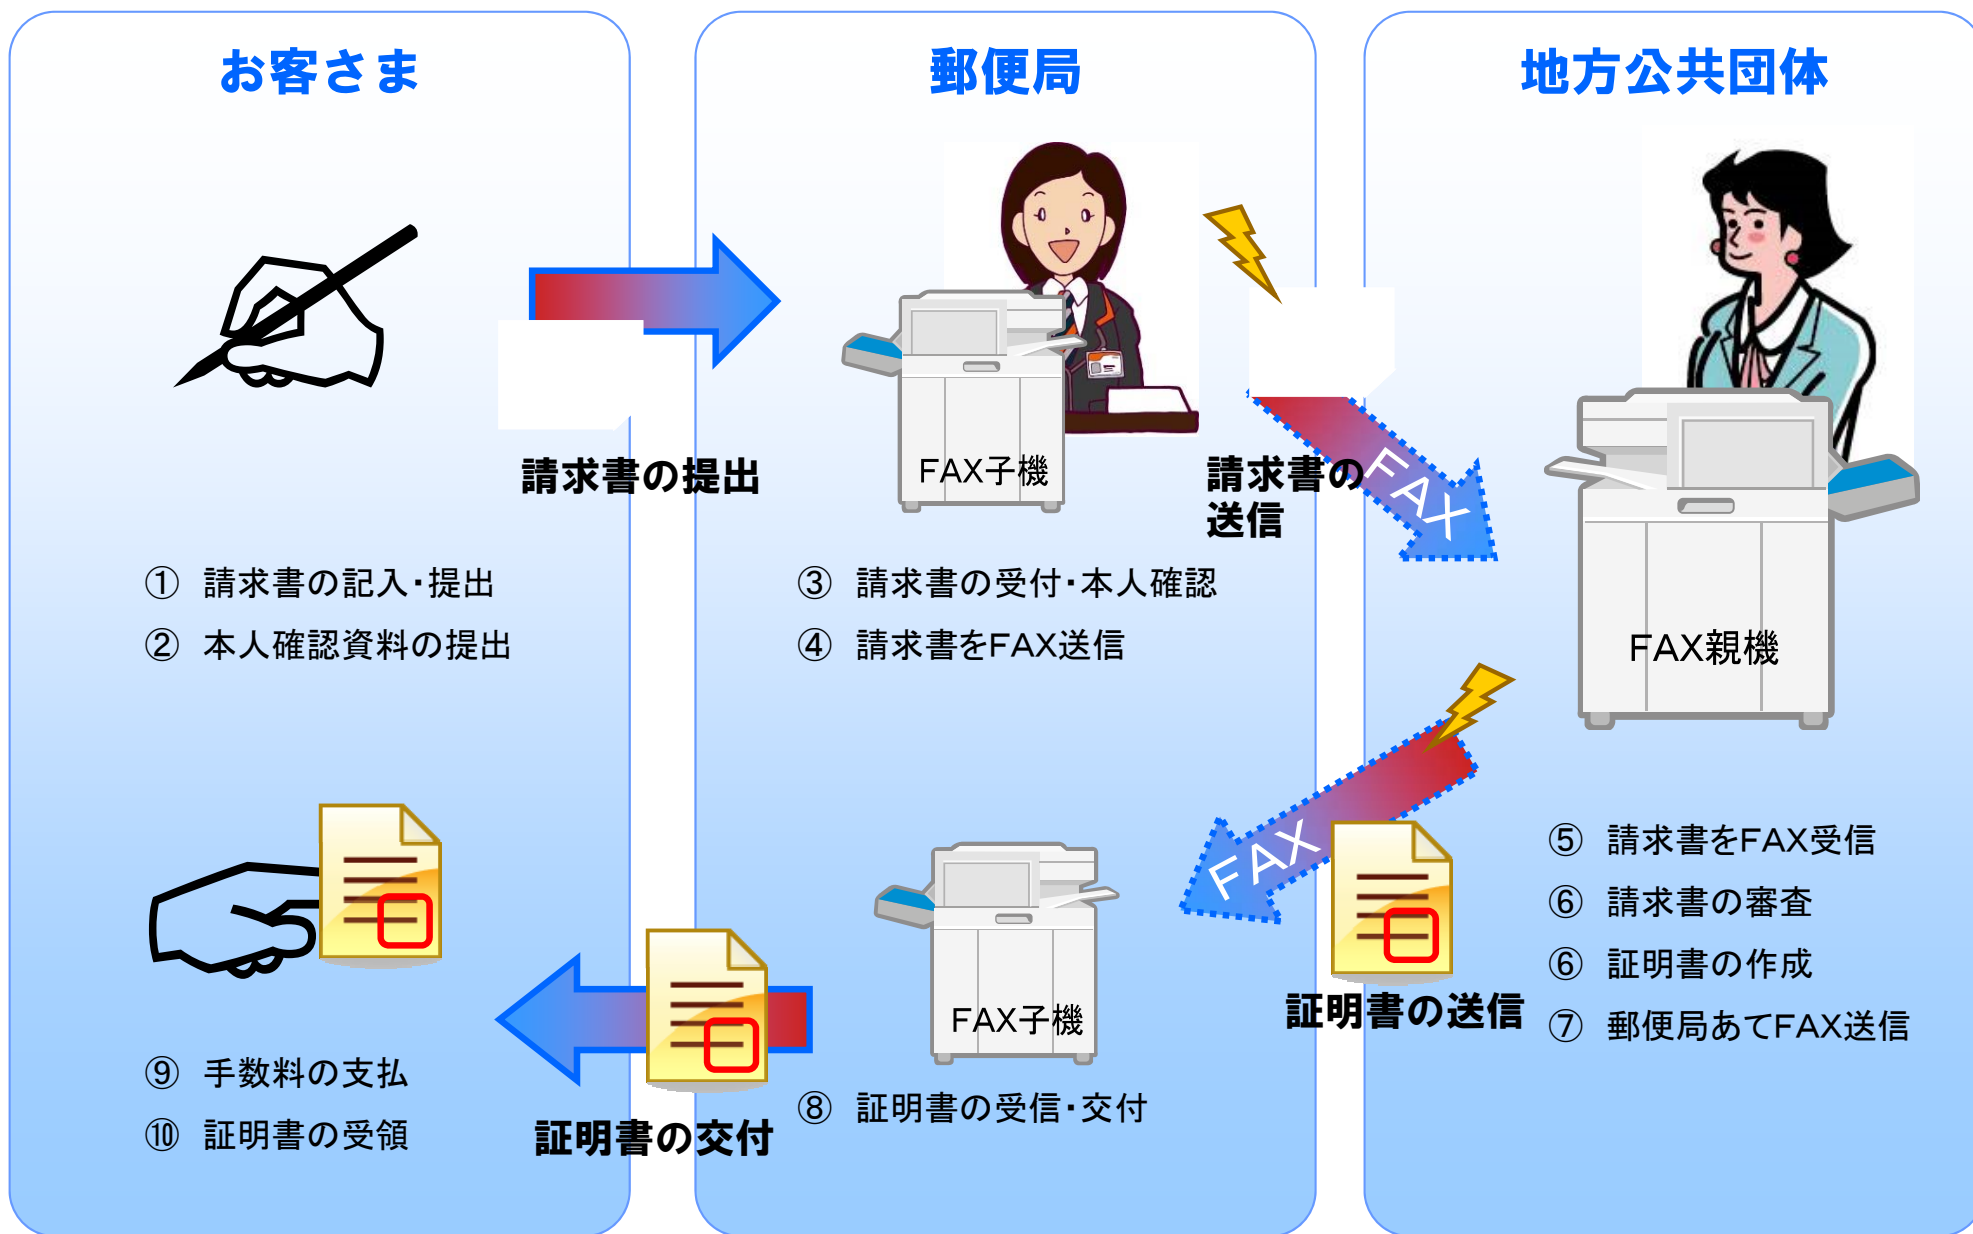 お客さま
郵便局
地方公共団体
FAX子機
請求書の提出
請求書の
送信
FAX
FAX親機
① 請求書の記入・提出
② 本人確認資料の提出
③ 請求書の受付・本人確認
④ 請求書をFAX送信
⑤ 請求書をFAX受信
⑥ 請求書の審査
⑥ 証明書の作成
⑦ 郵便局あてFAX送信
FAX
証明書の送信
FAX子機
⑧ 証明書の受信・交付
証明書の交付
⑨ 手数料の支払
⑩ 証明書の受領